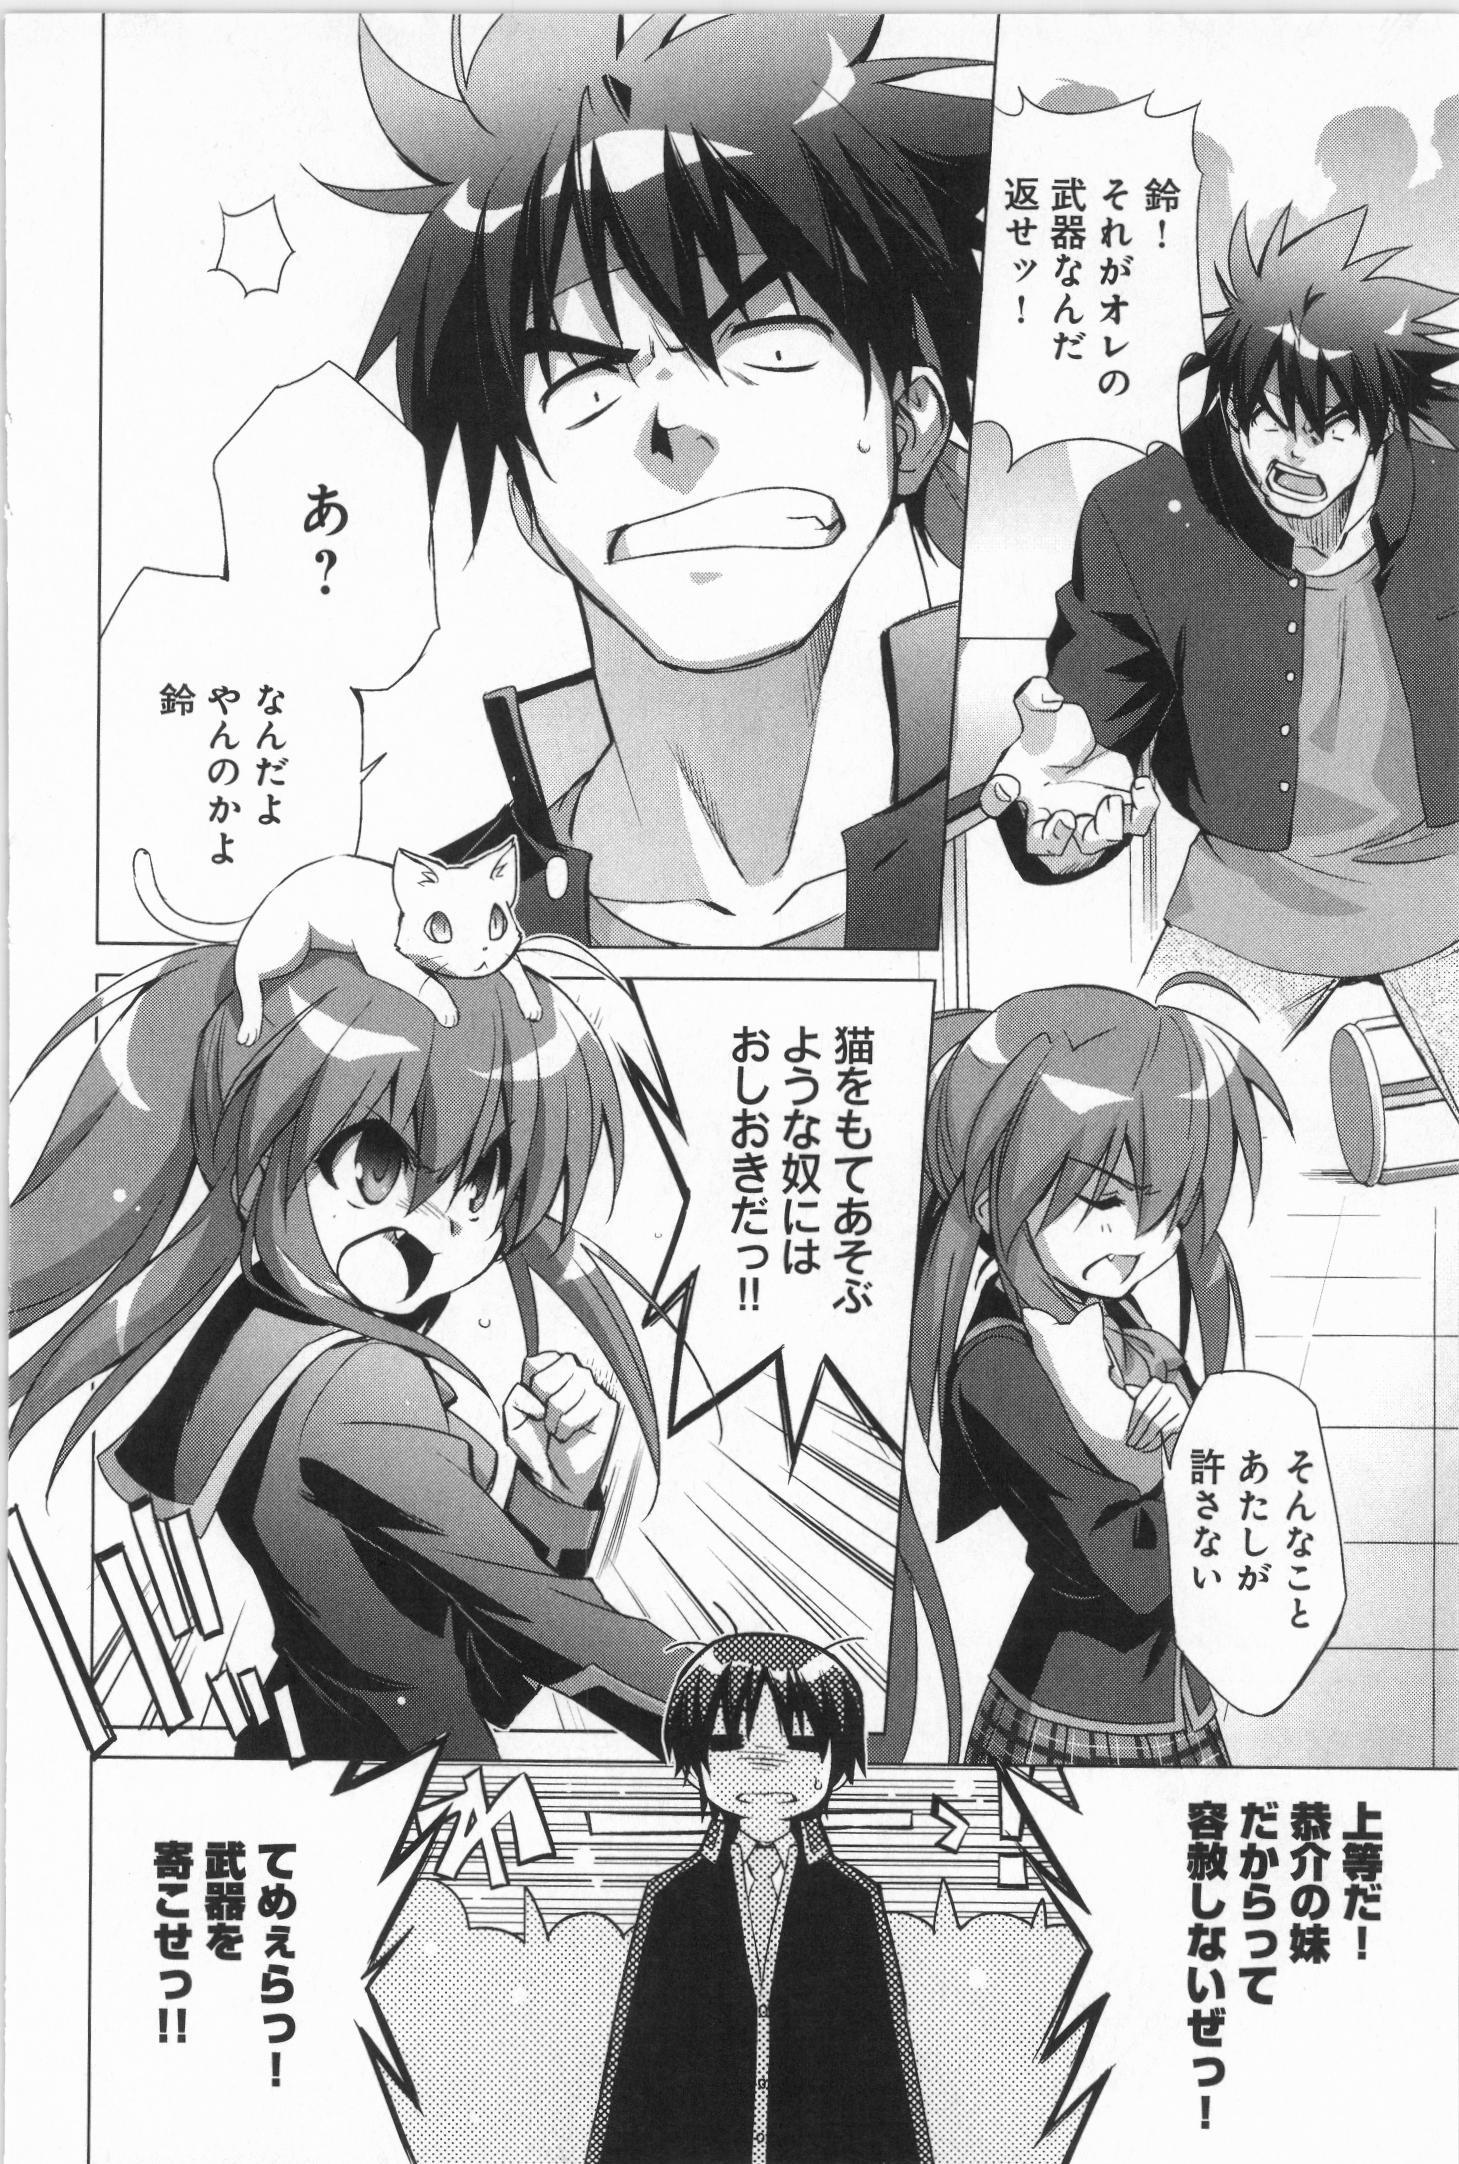 鈴！
それがオレの
武器なんだ
返せッ！
そんなこと
あたしが
許さない
あ？
なんだよ
やんのかよ
鈴
猫をもてあそぶ
ような奴には
おしおきだっ!!
上等だ！
恭介の妹
だからって
容赦しないぜっ！
てめぇらっ！
武器を
寄こせっ!!